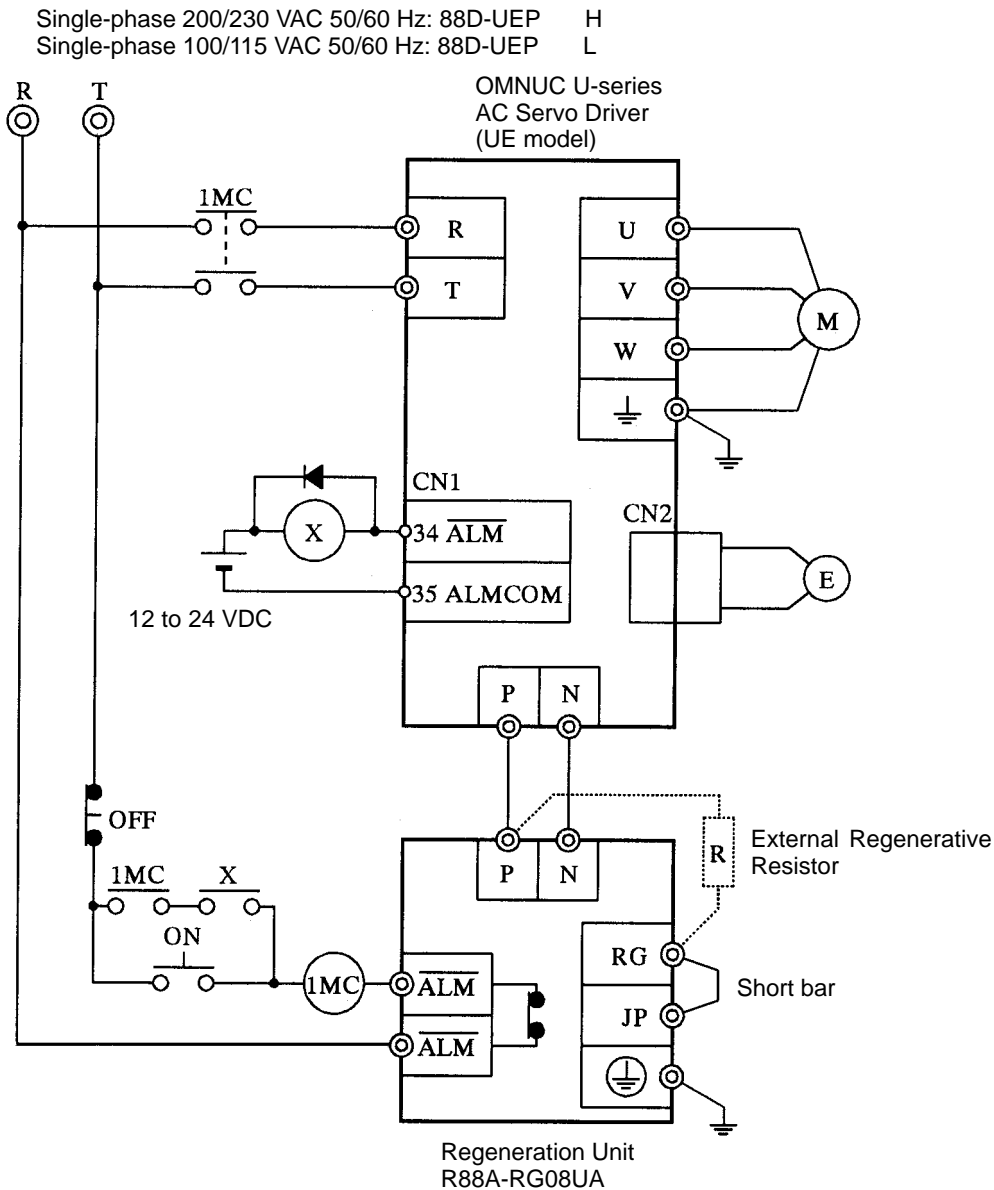 Single-phase 200/230 VAC 50/60 Hz: 88D-UEP H
Single-phase 100/115 VAC 50/60 Hz: 88D-UEP L
R T
OMNUC U-series
AC Servo Driver
(UE model)
1MC
R
U
T
V
M
W
CN1
CN2
X
34 ALM
E
35 ALMCOM
12 to 24 VDC
P N
OFF
External Regenerative
Resistor
R
P N
1MC X
ON
RG
1MC
ALM
Short bar
JP
ALM
Regeneration Unit
R88A-RG08UA